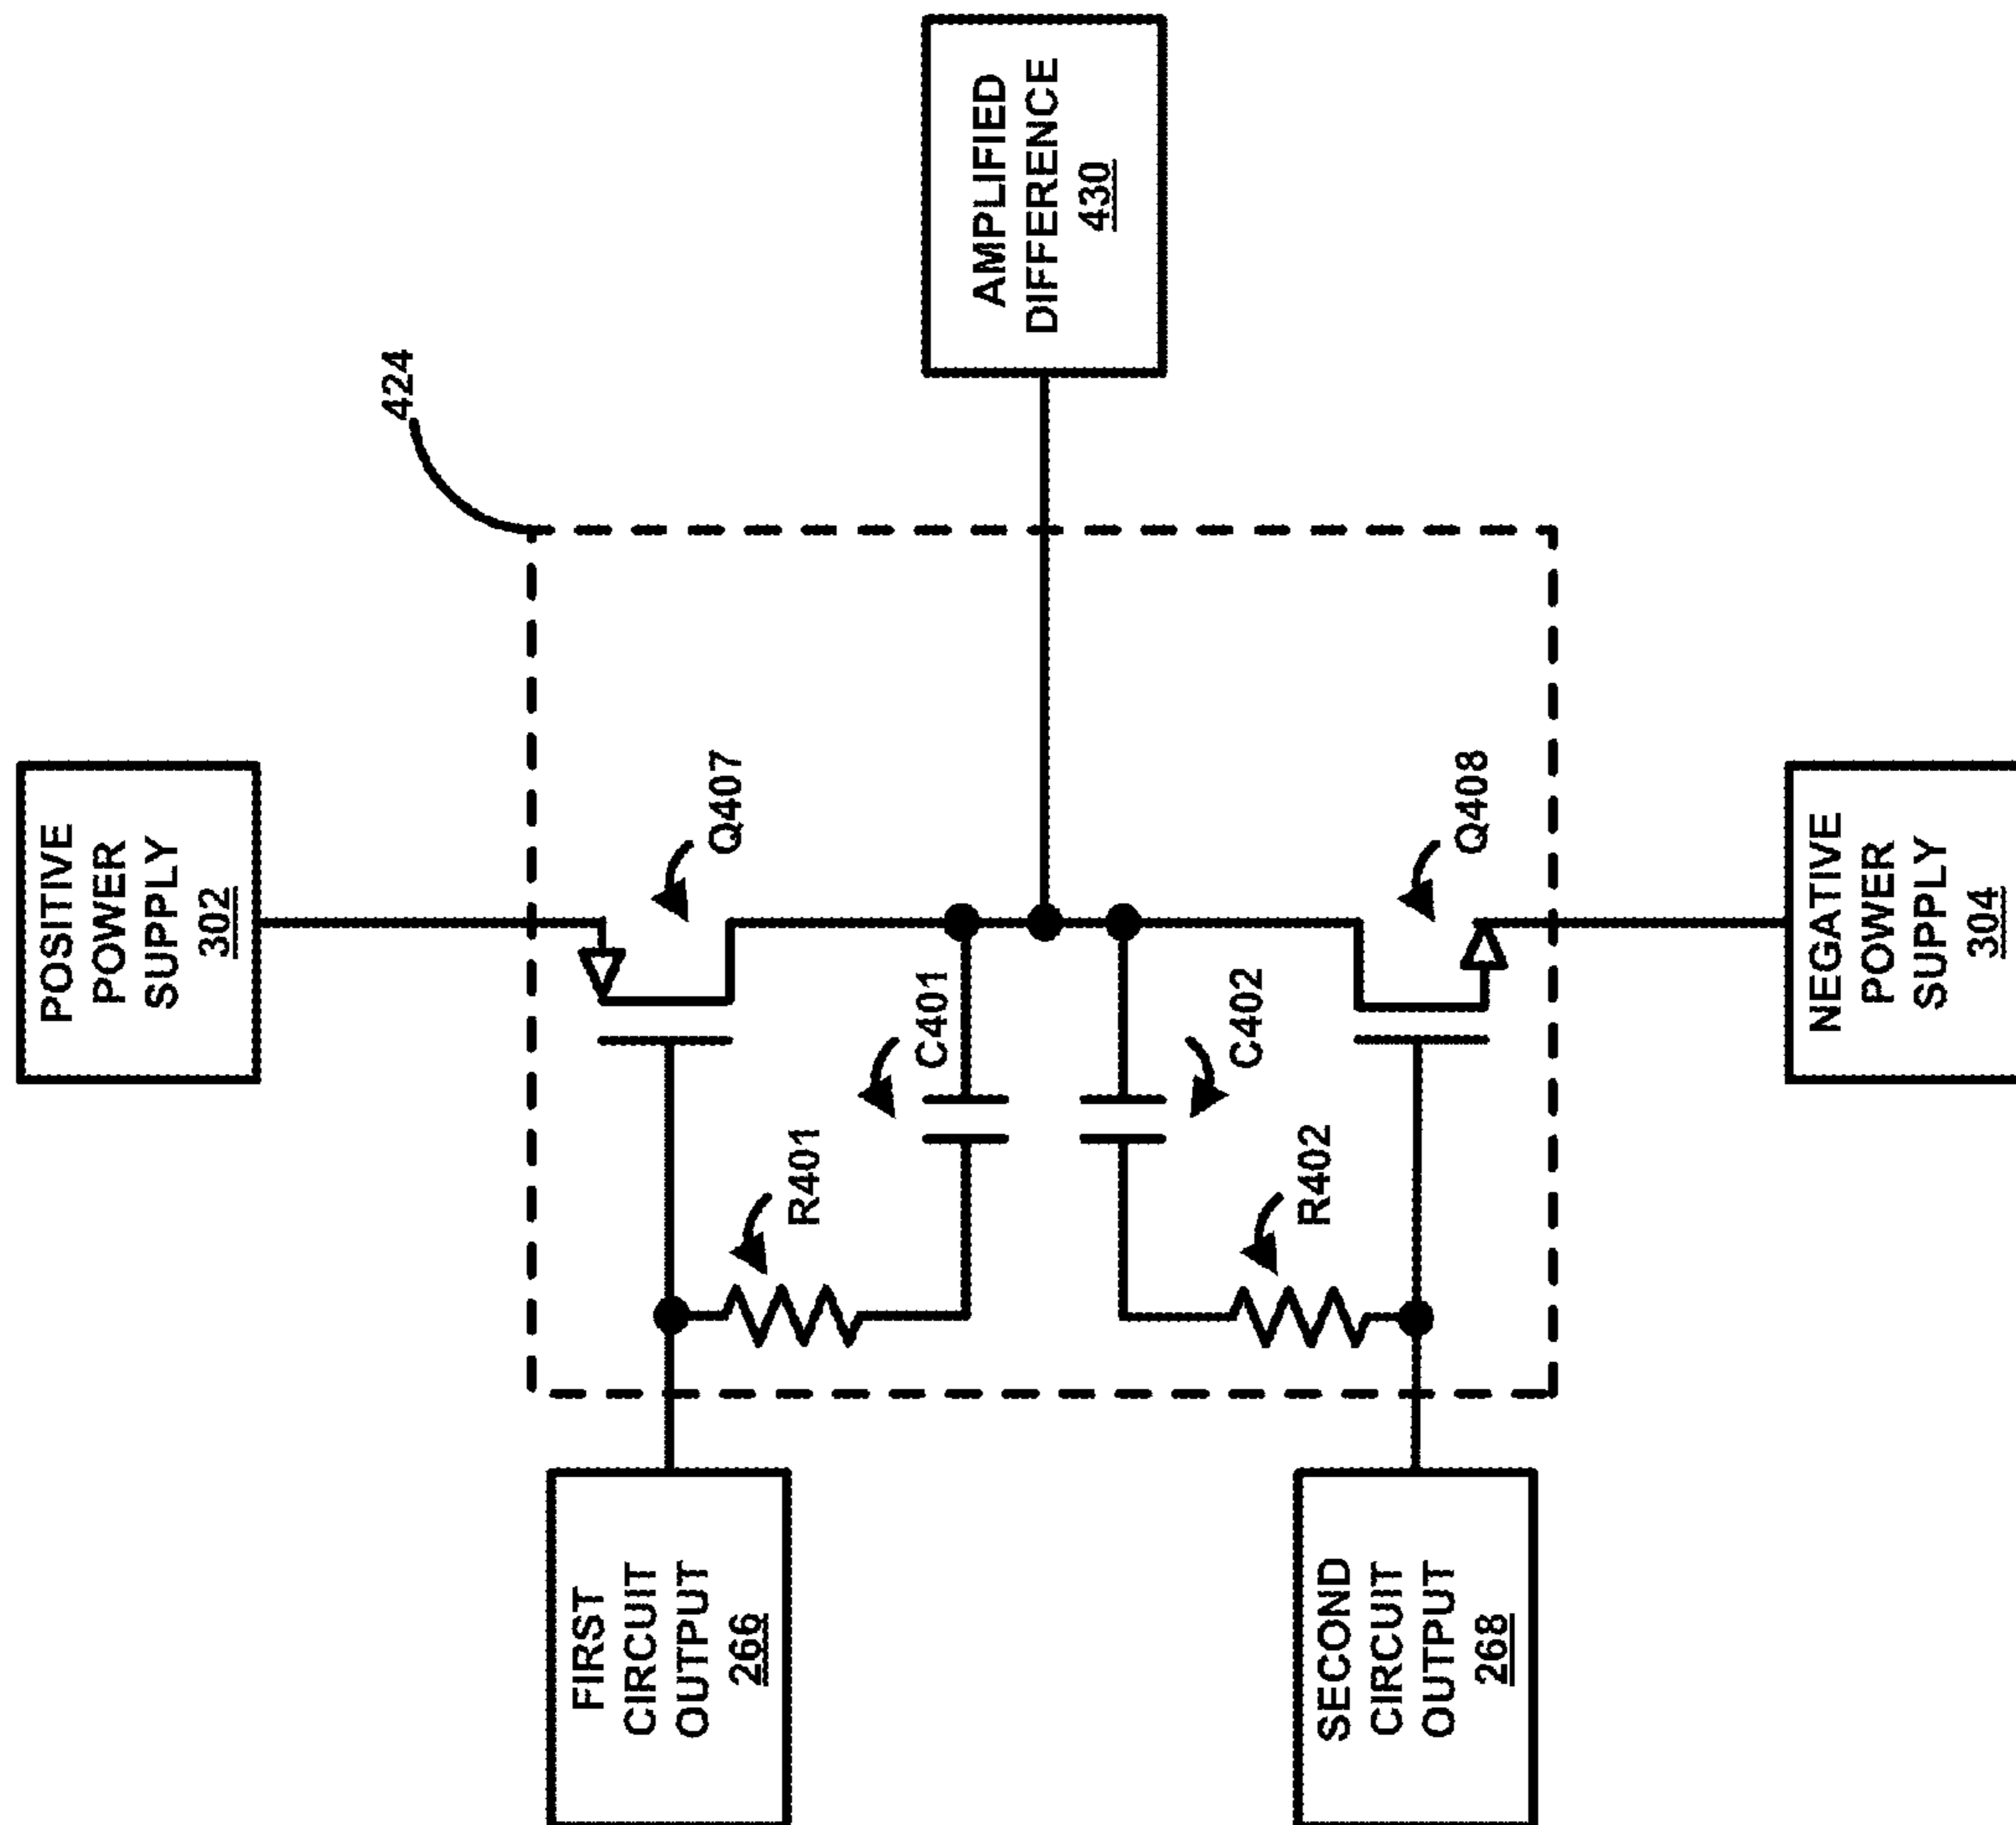 POSITIVE
POWER
SUPPLY
302
424
AMPLIFIED
DIFFERENCE
430
Q407
C401
R401
FIRST
CIRCUIT
OUTPUT
266
C402
R402
Q408
SECOND
CIRCUIT
OUTPUT
268
NEGATIVE
POWER
SUPPLY
304